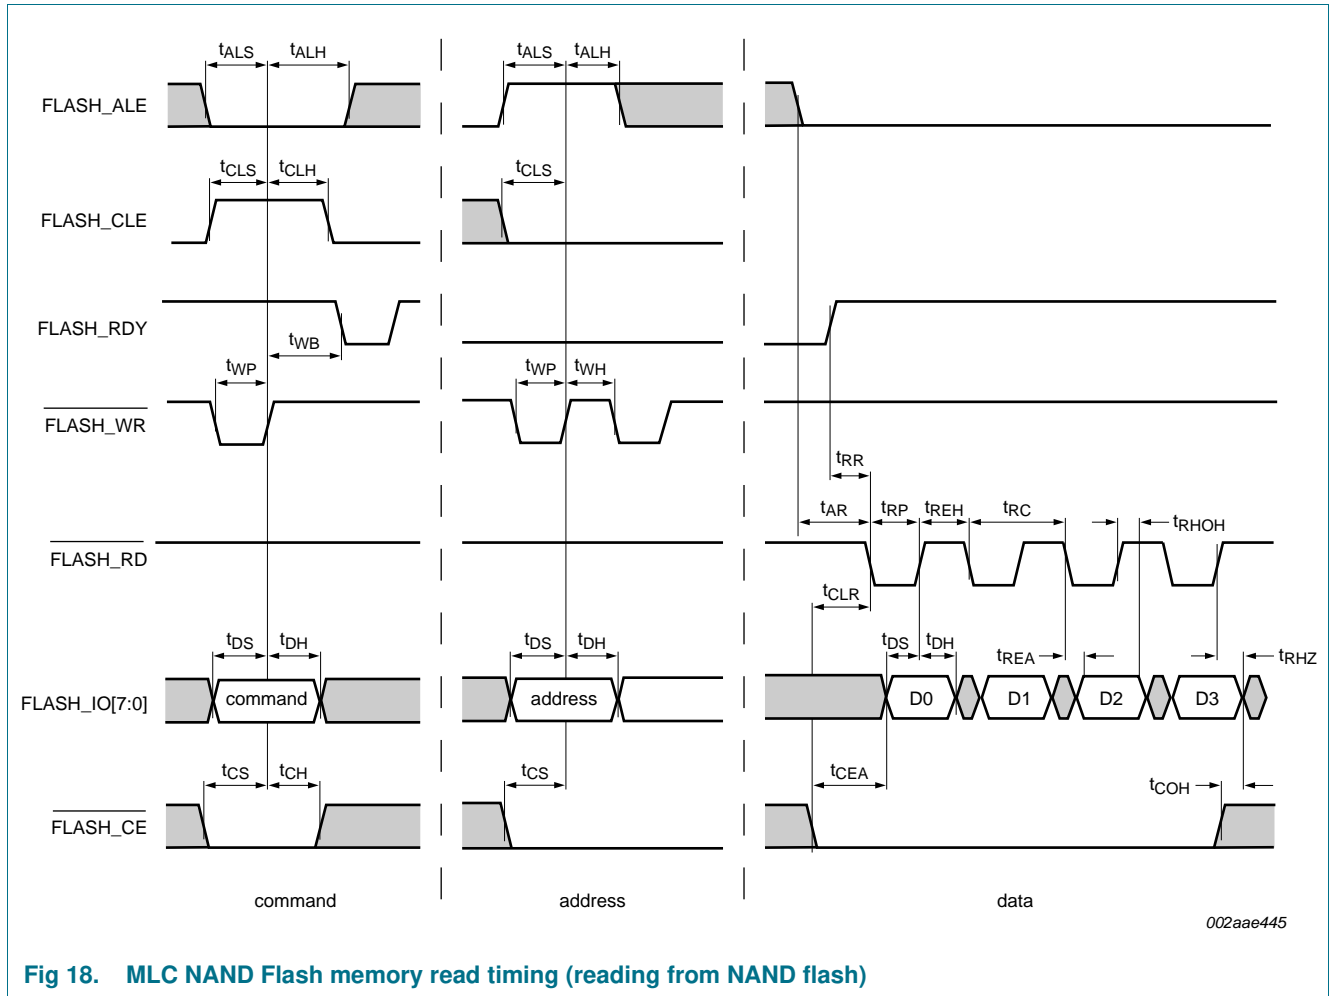 tALS tALH tALS tALH
FLASH_ALE
tCLS tCLH tCLS
FLASH_CLE
FLASH_RDY
tWB
tWP tWP tWH
FLASH_WR
tRR
tAR tRP tREH tRC tRHOH
FLASH_RD
tCLR
tDS tDH tDS tDH tDS tDH tREA tRHZ
FLASH_IO[7:0] command address D0 D1 D2 D3
tCS tCH tCS tCEA tCOH
FLASH_CE
command address data
002aae445
Fig 18. MLC NAND Flash memory read timing (reading from NAND flash)